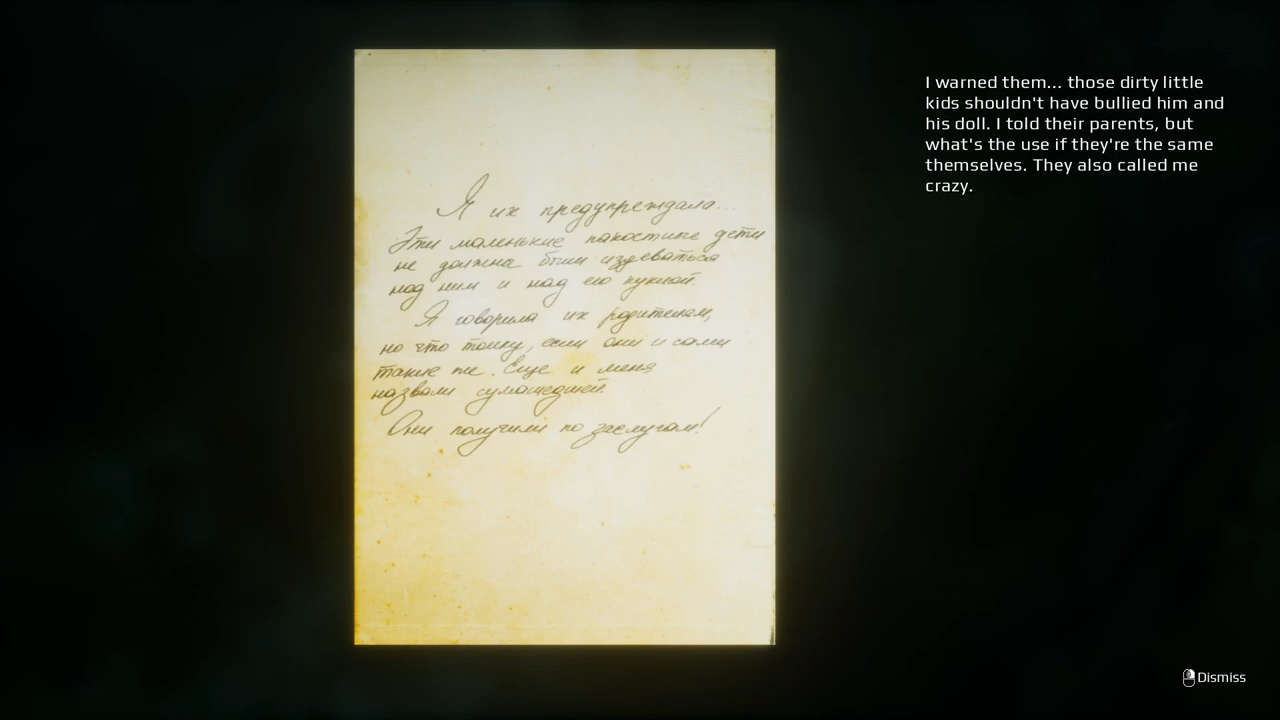 Я их предупреждала...
Эти маленькие пакостные дети
не должны были издеваться
над ним и над его куклой.
Я говорила их родителям,
но что толку, если они и сами
такие же. Еще и меня
назвали сумасшедшей.
Они получили по заслугам!
I warned them... those dirty little
kids shouldn't have bullied him and
his doll. I told their parents, but
what's the use if they're the same
themselves. They also called me
crazy.
Dismiss